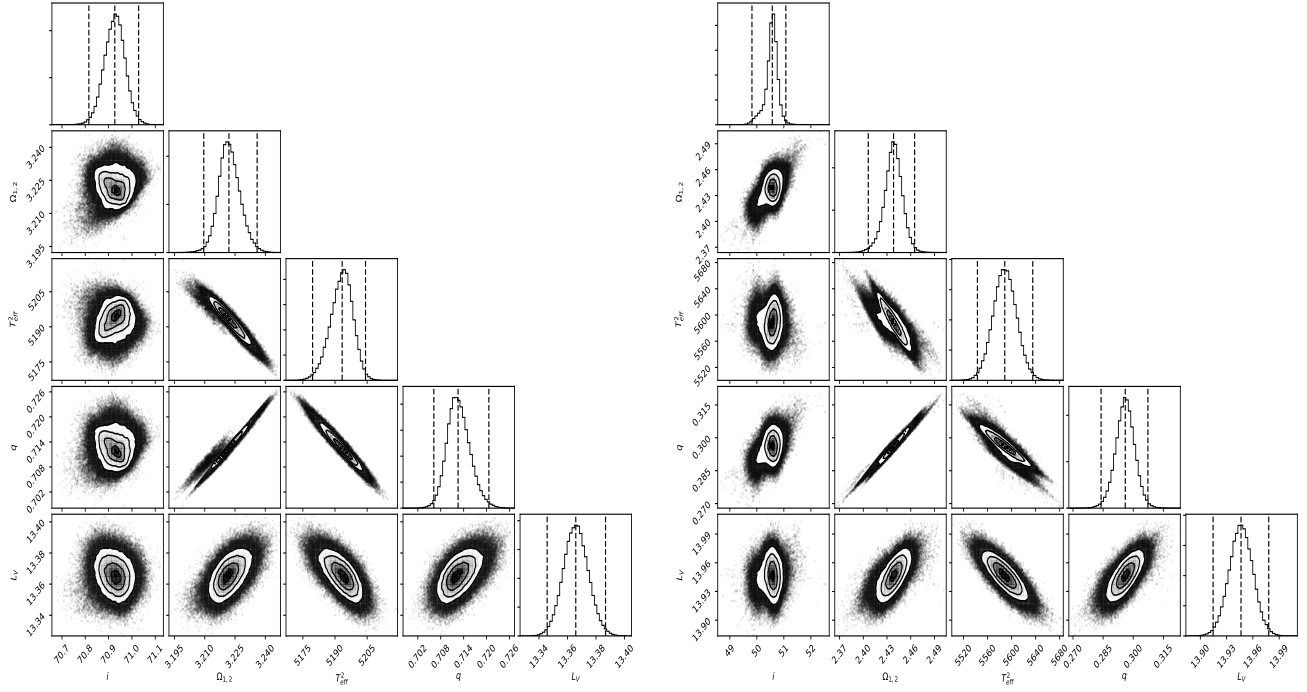 Ω1,2
3.240
3.225
3.210
3.195
T²eff
5205
5190
5175
q
0.726
0.720
0.714
0.708
0.702
LV
13.40
13.38
13.36
13.34
70.7 70.8 70.9 71.0 71.1
i
3.195 3.210 3.225 3.240
Ω1,2
5175 5190 5205
T²eff
0.702 0.708 0.714 0.720 0.726
q
13.34 13.36 13.38 13.40
LV
Ω1,2
2.49
2.46
2.43
2.40
2.37
T²eff
5680
5640
5600
5560
5520
q
0.315
0.300
0.285
0.270
LV
13.99
13.96
13.93
13.90
49 50 51 52
i
2.37 2.40 2.43 2.46 2.49
Ω1,2
5520 5560 5600 5640 5680
T²eff
0.270 0.285 0.300 0.315
q
13.90 13.93 13.96 13.99
LV